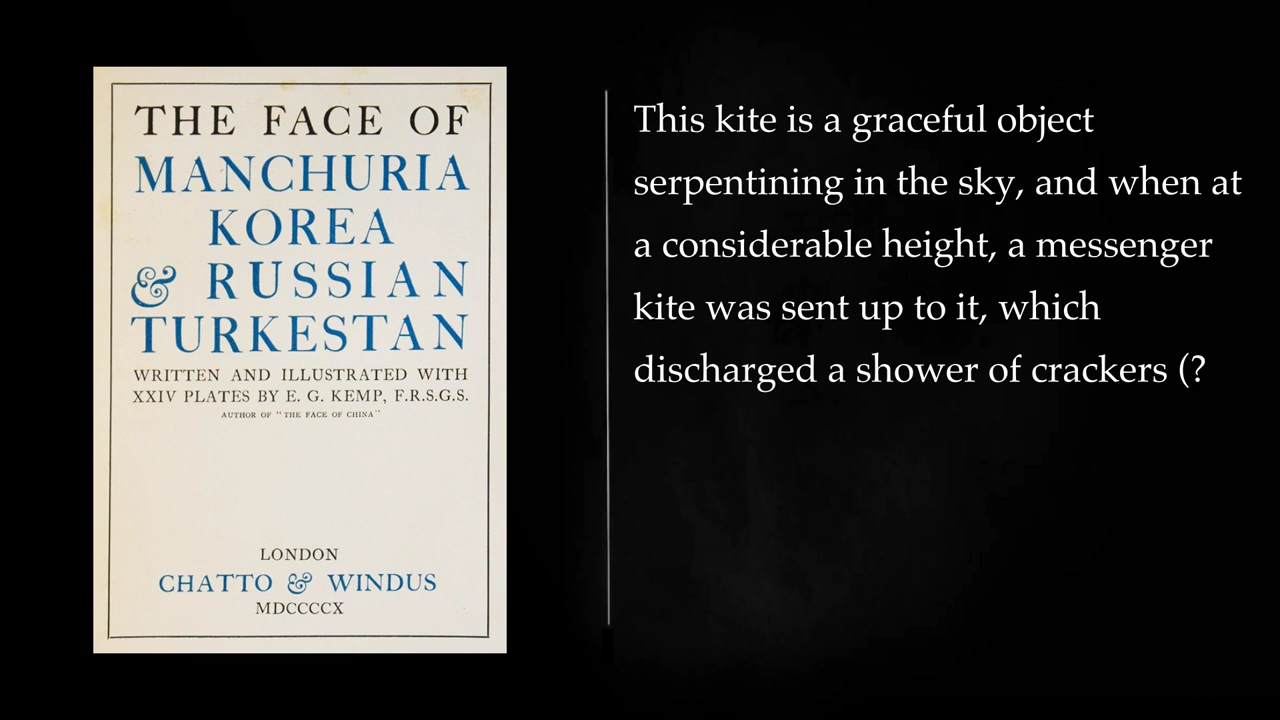 THE FACE OF
MANCHURIA
KOREA
& RUSSIAN
TURKESTAN
WRITTEN AND ILLUSTRATED WITH
XXIV PLATES BY E. G. KEMP, F.R.S.G.S.
AUTHOR OF "THE FACE OF CHINA"
LONDON
CHATTO & WINDUS
MDCCCCX
This kite is a graceful object
serpentining in the sky, and when at
a considerable height, a messenger
kite was sent up to it, which
discharged a shower of crackers (?